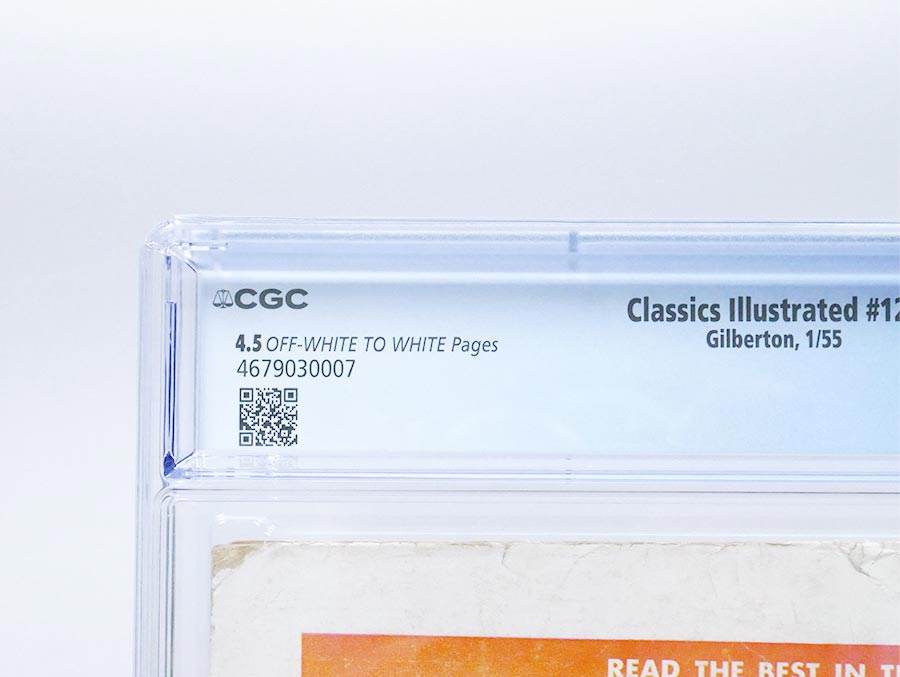 CGC
Classics Illustrated #12
Gilberton, 1/55
4.5 OFF-WHITE TO WHITE Pages
4679030007
READ THE BEST IN